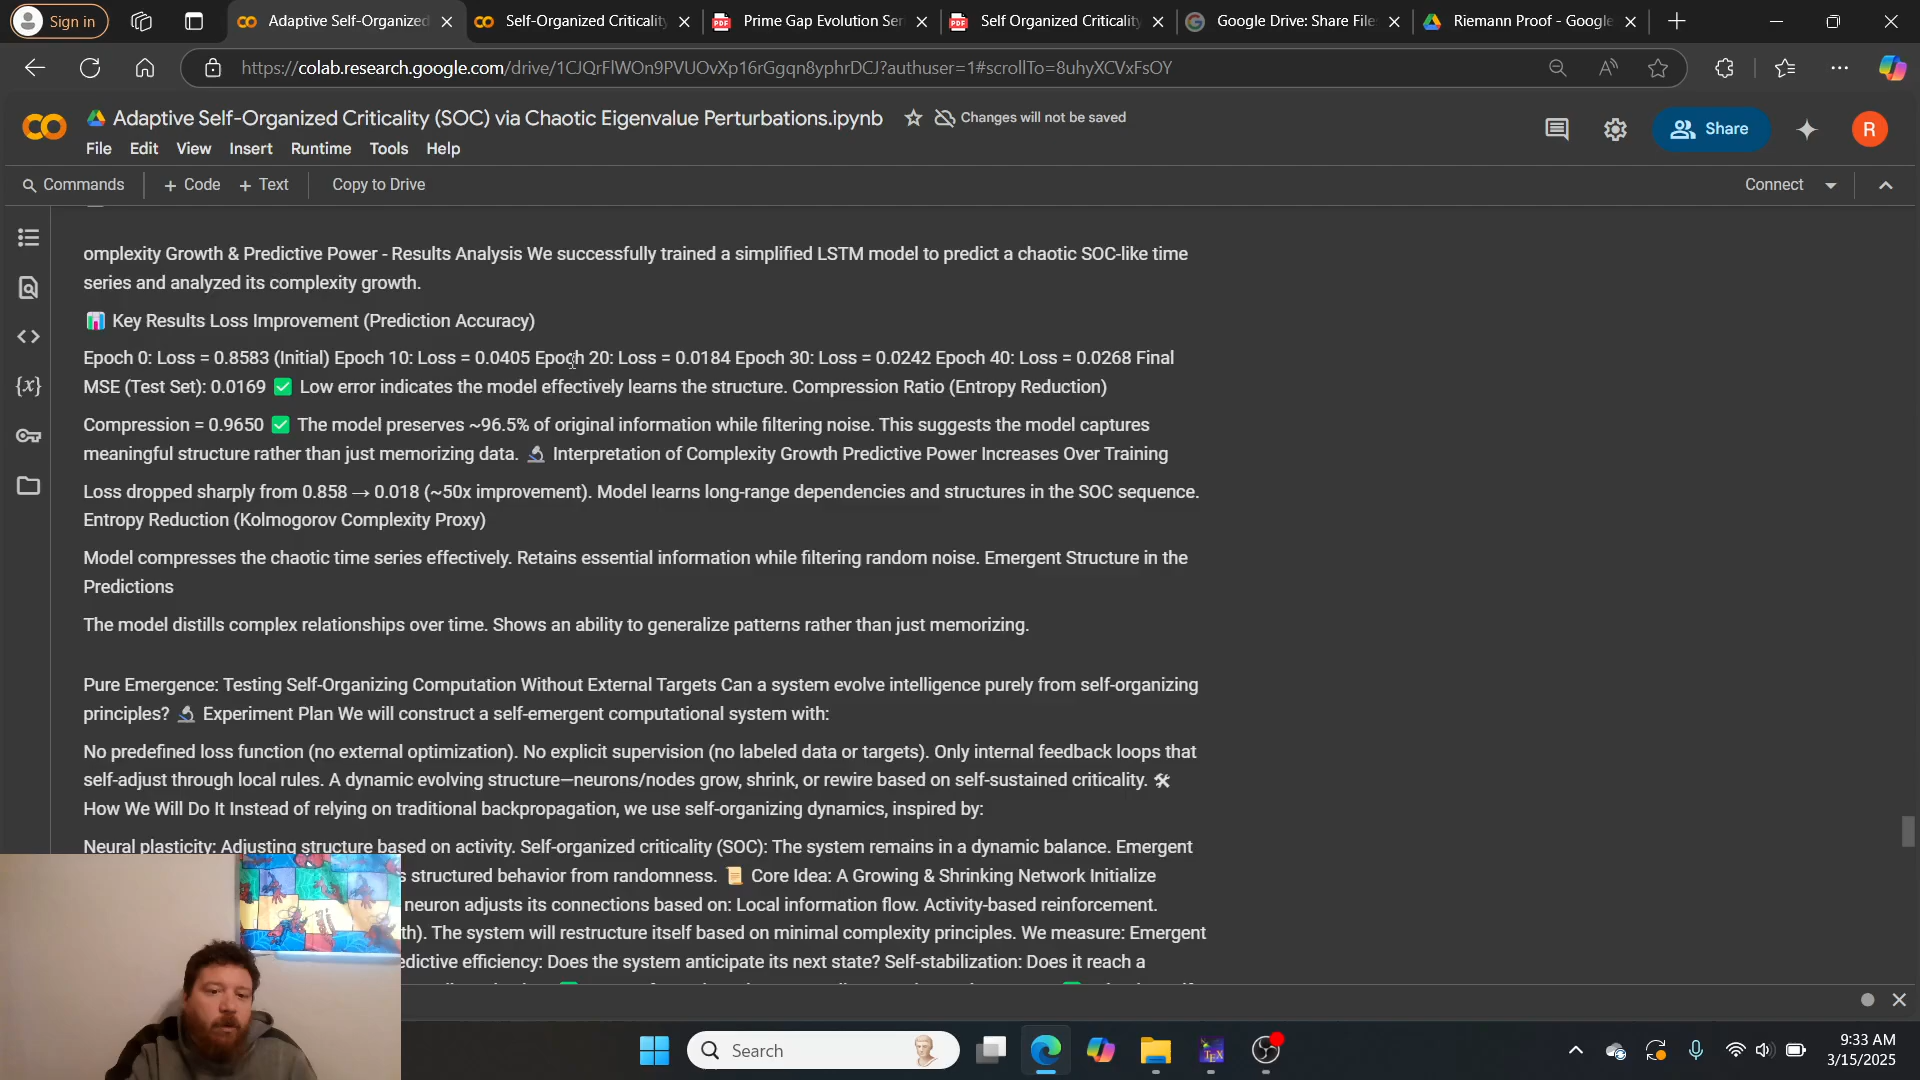 Sign in
Adaptive Self-Organized
Self-Organized Criticality
Prime Gap Evolution Ser
Self Organized Criticality
Google Drive: Share File
Riemann Proof - Google
https://colab.research.google.com/drive/1CJQrFlWOn9PVUOvXp16rGgqn8yphrDCJ?authuser=1#scrollTo=8uhyXCVxFsOY
Adaptive Self-Organized Criticality (SOC) via Chaotic Eigenvalue Perturbations.ipynb
Changes will not be saved
Share
R
File Edit View Insert Runtime Tools Help
Commands + Code + Text Copy to Drive
Connect
omplexity Growth & Predictive Power - Results Analysis We successfully trained a simplified LSTM model to predict a chaotic SOC-like time
series and analyzed its complexity growth.
Key Results Loss Improvement (Prediction Accuracy)
Epoch 0: Loss = 0.8583 (Initial) Epoch 10: Loss = 0.0405 Epoch 20: Loss = 0.0184 Epoch 30: Loss = 0.0242 Epoch 40: Loss = 0.0268 Final
MSE (Test Set): 0.0169 ✅ Low error indicates the model effectively learns the structure. Compression Ratio (Entropy Reduction)
Compression = 0.9650 ✅ The model preserves ~96.5% of original information while filtering noise. This suggests the model captures
meaningful structure rather than just memorizing data. 🔬 Interpretation of Complexity Growth Predictive Power Increases Over Training
Loss dropped sharply from 0.858 → 0.018 (~50x improvement). Model learns long-range dependencies and structures in the SOC sequence.
Entropy Reduction (Kolmogorov Complexity Proxy)
Model compresses the chaotic time series effectively. Retains essential information while filtering random noise. Emergent Structure in the
Predictions
The model distills complex relationships over time. Shows an ability to generalize patterns rather than just memorizing.
Pure Emergence: Testing Self-Organizing Computation Without External Targets Can a system evolve intelligence purely from self-organizing
principles? 🔬 Experiment Plan We will construct a self-emergent computational system with:
No predefined loss function (no external optimization). No explicit supervision (no labeled data or targets). Only internal feedback loops that
self-adjust through local rules. A dynamic evolving structure—neurons/nodes grow, shrink, or rewire based on self-sustained criticality. 🛠
How We Will Do It Instead of relying on traditional backpropagation, we use self-organizing dynamics, inspired by:
Neural plasticity: Adjusting structure based on activity. Self-organized criticality (SOC): The system remains in a dynamic balance. Emergent
s structured behavior from randomness. 📜 Core Idea: A Growing & Shrinking Network Initialize
neuron adjusts its connections based on: Local information flow. Activity-based reinforcement.
th). The system will restructure itself based on minimal complexity principles. We measure: Emergent
edictive efficiency: Does the system anticipate its next state? Self-stabilization: Does it reach a
Search
9:33 AM
3/15/2025